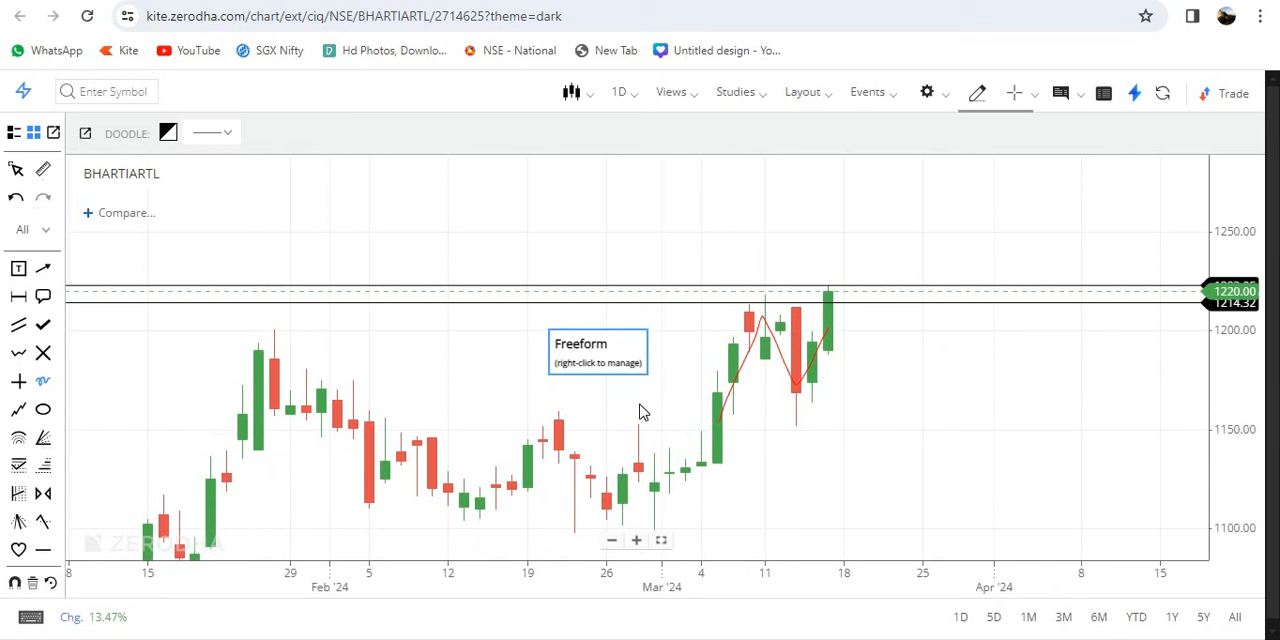 kite.zerodha.com/chart/ext/ciq/NSE/BHARTIARTL/2714625?theme=dark
WhatsApp Kite YouTube SGX Nifty Hd Photos, Downlo... NSE - National New Tab Untitled design - Yo...
Enter Symbol 1D Views Studies Layout Events Trade
DOODLE:
BHARTIARTL
Compare...
All
T
1250.00
1220.00
1214.32
1200.00
Freeform
(right-click to manage)
1150.00
1100.00
ZERODHA
8 15 29 5 12 19 26 4 11 18 25 8 15
Feb '24 Mar '24 Apr '24
Chg. 13.47% 1D 5D 1M 3M 6M YTD 1Y 5Y All